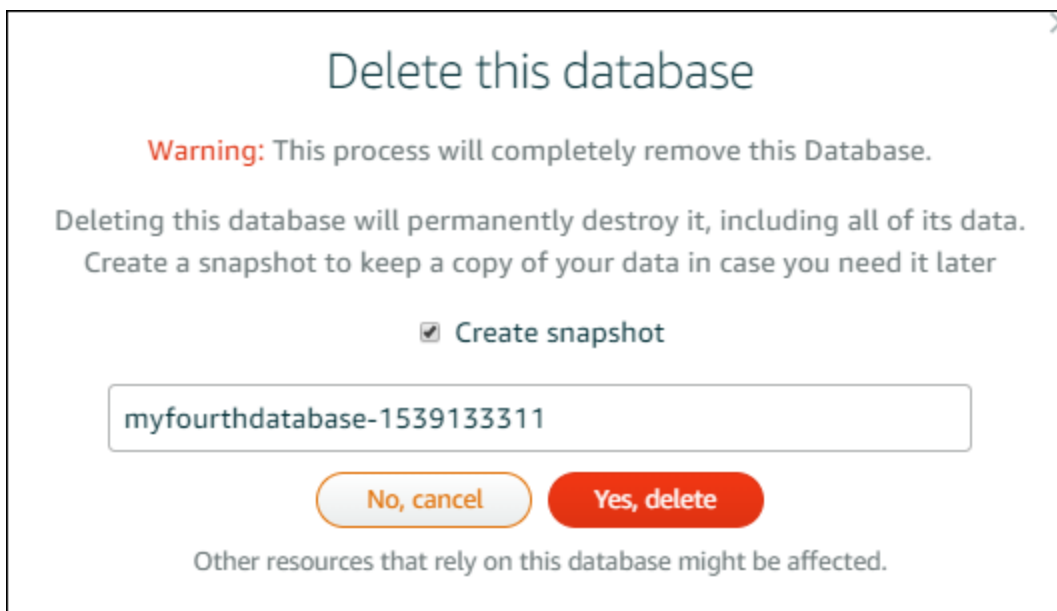 Delete this database
Warning: This process will completely remove this Database.
Deleting this database will permanently destroy it, including all of its data.
Create a snapshot to keep a copy of your data in case you need it later
Create snapshot
myfourthdatabase-1539133311
No, cancel
Yes, delete
Other resources that rely on this database might be affected.